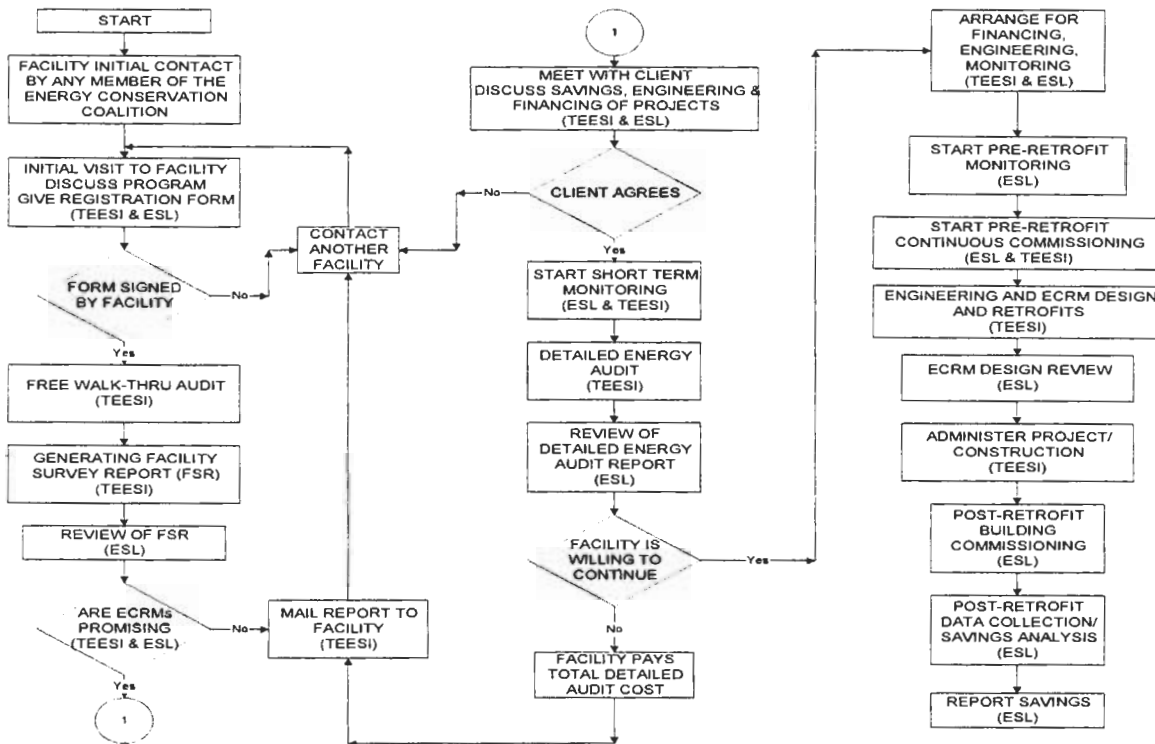 START
FACILITY INITIAL CONTACT
BY ANY MEMBER OF THE
ENERGY CONSERVATION
COALITION
INITIAL VISIT TO FACILITY
DISCUSS PROGRAM
GIVE REGISTRATION FORM
(TEESI & ESL)
FORM SIGNED
BY FACILITY
No
Yes
FREE WALK-THRU AUDIT
(TEESI)
GENERATING FACILITY
SURVEY REPORT (FSR)
(TEESI)
REVIEW OF FSR
(ESL)
ARE ECRMs
PROMISING
(TEESI & ESL)
No
Yes
1
CONTACT
ANOTHER
FACILITY
MAIL REPORT TO
FACILITY
(TEESI)
1
MEET WITH CLIENT
DISCUSS SAVINGS, ENGINEERING &
FINANCING OF PROJECTS
(TEESI & ESL)
CLIENT AGREES
No
Yes
START SHORT TERM
MONITORING
(ESL & TEESI)
DETAILED ENERGY
AUDIT
(TEESI)
REVIEW OF
DETAILED ENERGY
AUDIT REPORT
(ESL)
FACILITY IS
WILLING TO
CONTINUE
Yes
No
FACILITY PAYS
TOTAL DETAILED
AUDIT COST
ARRANGE FOR
FINANCING,
ENGINEERING,
MONITORING
(TEESI & ESL)
START PRE-RETROFIT
MONITORING
(ESL)
START PRE-RETROFIT
CONTINUOUS COMMISSIONING
(ESL & TEESI)
ENGINEERING AND ECRM DESIGN
AND RETROFITS
(TEESI)
ECRM DESIGN REVIEW
(ESL)
ADMINISTER PROJECT/
CONSTRUCTION
(TEESI)
POST-RETROFIT
BUILDING
COMMISSIONING
(ESL)
POST-RETROFIT
DATA COLLECTION/
SAVINGS ANALYSIS
(ESL)
REPORT SAVINGS
(ESL)